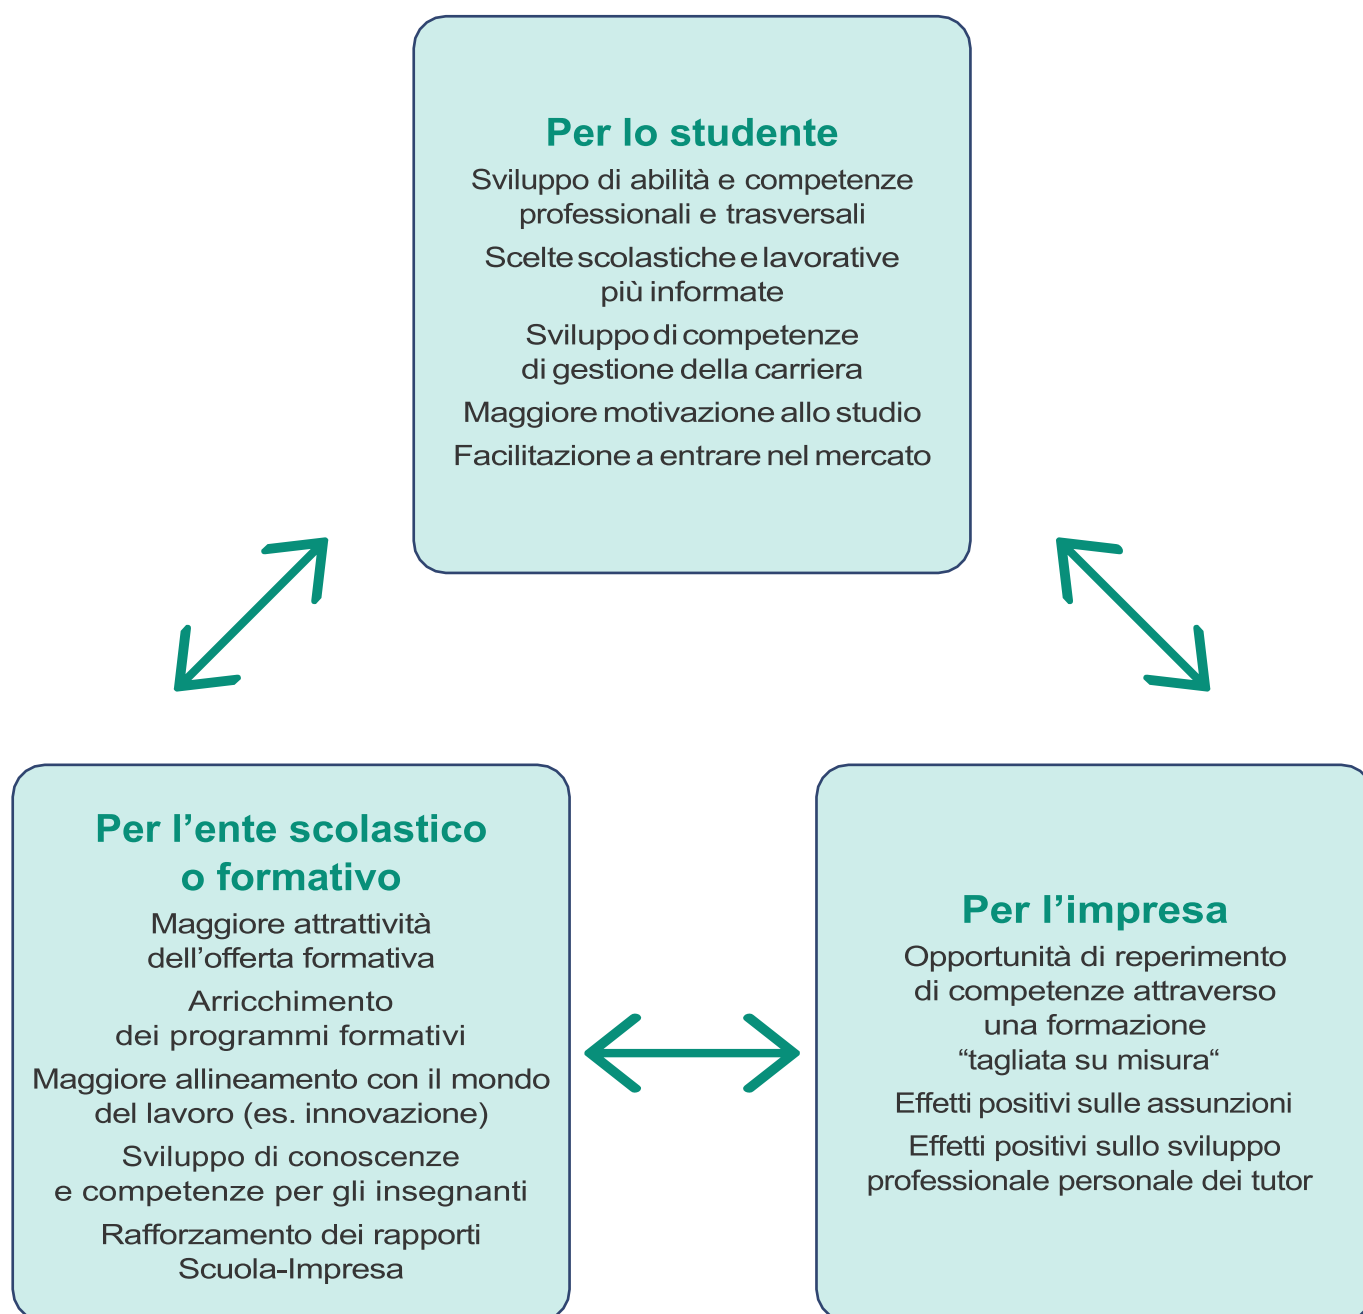 Per lo studente
Sviluppo di abilità e competenze
professionali e trasversali
Scelte scolastiche e lavorative
più informate
Sviluppo di competenze
di gestione della carriera
Maggiore motivazione allo studio
Facilitazione a entrare nel mercato
Per l’ente scolastico
o formativo
Maggiore attrattività
dell’offerta formativa
Arricchimento
dei programmi formativi
Maggiore allineamento con il mondo
del lavoro (es. innovazione)
Sviluppo di conoscenze
e competenze per gli insegnanti
Rafforzamento dei rapporti
Scuola-Impresa
Per l’impresa
Opportunità di reperimento
di competenze attraverso
una formazione
“tagliata su misura“
Effetti positivi sulle assunzioni
Effetti positivi sullo sviluppo
professionale personale dei tutor